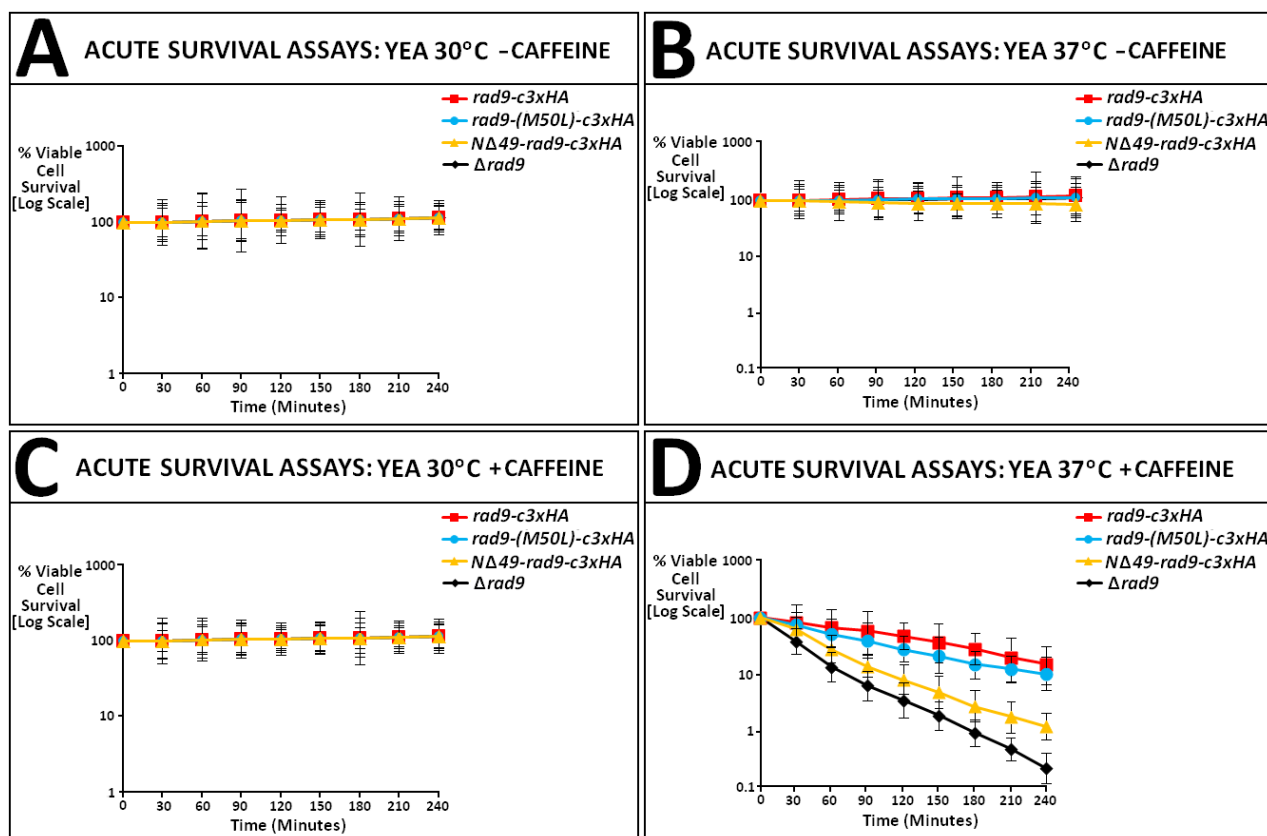 A
ACUTE SURVIVAL ASSAYS: YEA 30°C –CAFFEINE
rad9-c3xHA
rad9-(M50L)-c3xHA
NΔ49-rad9-c3xHA
Δrad9
% Viable
Cell
Survival
[Log Scale]
1000
100
10
1
0 30 60 90 120 150 180 210 240
Time (Minutes)
B
ACUTE SURVIVAL ASSAYS: YEA 37°C –CAFFEINE
rad9-c3xHA
rad9-(M50L)-c3xHA
NΔ49-rad9-c3xHA
Δrad9
% Viable
Cell
Survival
[Log Scale]
1000
100
10
1
0.1
0 30 60 90 120 150 180 210 240
Time (Minutes)
C
ACUTE SURVIVAL ASSAYS: YEA 30°C +CAFFEINE
rad9-c3xHA
rad9-(M50L)-c3xHA
NΔ49-rad9-c3xHA
Δrad9
% Viable
Cell
Survival
[Log Scale]
1000
100
10
1
0 30 60 90 120 150 180 210 240
Time (Minutes)
D
ACUTE SURVIVAL ASSAYS: YEA 37°C +CAFFEINE
rad9-c3xHA
rad9-(M50L)-c3xHA
NΔ49-rad9-c3xHA
Δrad9
% Viable
Cell
Survival
[Log Scale]
1000
100
10
1
0.1
0 30 60 90 120 150 180 210 240
Time (Minutes)